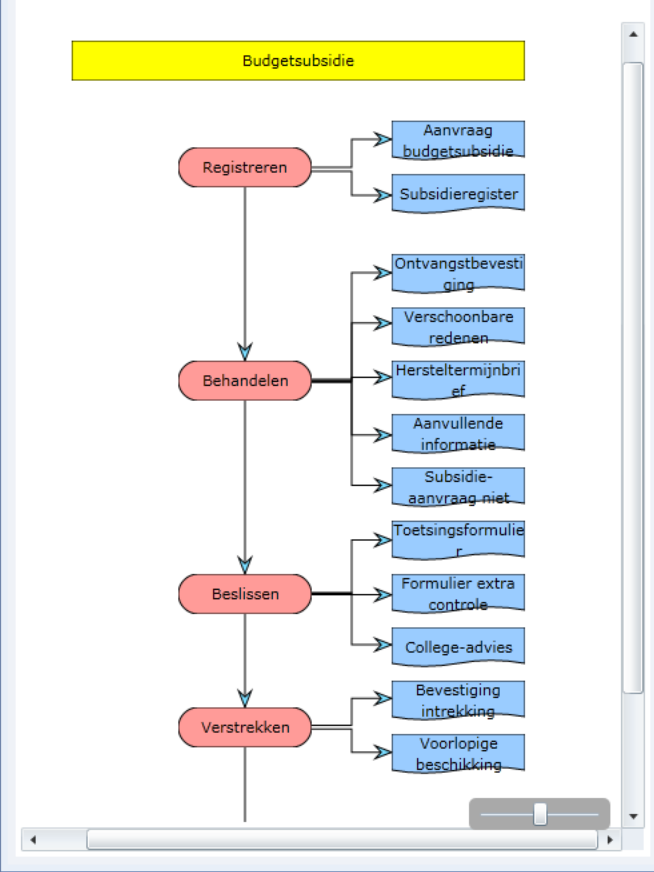 Budgetsubsidie
Registreren
Aanvraag
budgetsubsidie
Subsidieregister
Behandelen
Ontvangstbevesti
ging
Verschoonbare
redenen
Hersteltermijnbri
ef
Aanvullende
informatie
Subsidie-
aanvraag niet
Beslissen
Toetsingsformulie
r
Formulier extra
controle
College-advies
Verstrekken
Bevestiging
intrekking
Voorlopige
beschikking